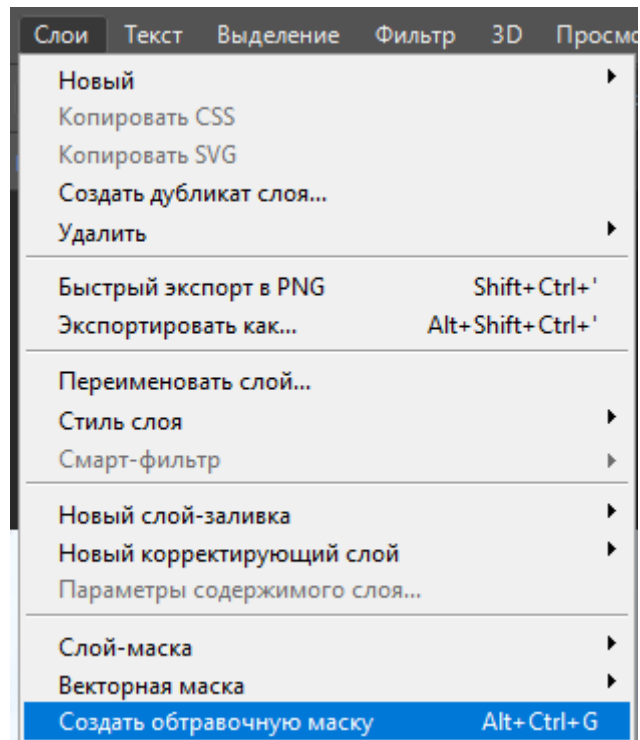 Слои Текст Выделение Фильтр 3D Просмо
Новый
Копировать CSS
Копировать SVG
Создать дубликат слоя...
Удалить
Быстрый экспорт в PNG Shift+Ctrl+'
Экспортировать как... Alt+Shift+Ctrl+'
Переименовать слой...
Стиль слоя
Смарт-фильтр
Новый слой-заливка
Новый корректирующий слой
Параметры содержимого слоя...
Слой-маска
Векторная маска
Создать обтравочную маску Alt+Ctrl+G